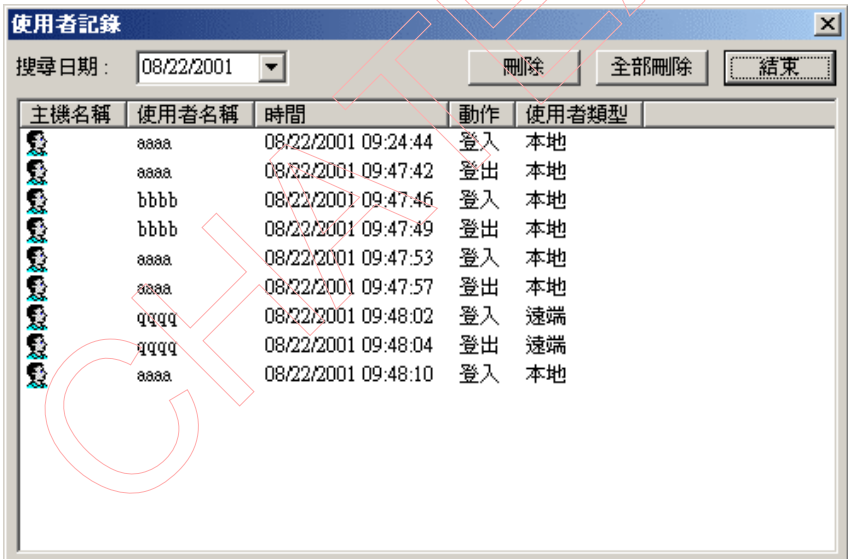 使用者記錄
搜尋日期： 08/22/2001 刪除 全部刪除 結束
主機名稱 使用者名稱 時間 動作 使用者類型
aaaa 08/22/2001 09:24:44 登入 本地
aaaa 08/22/2001 09:47:42 登出 本地
bbbb 08/22/2001 09:47:46 登入 本地
bbbb 08/22/2001 09:47:49 登出 本地
aaaa 08/22/2001 09:47:53 登入 本地
aaaa 08/22/2001 09:47:57 登出 本地
qqqq 08/22/2001 09:48:02 登入 遠端
qqqq 08/22/2001 09:48:04 登出 遠端
aaaa 08/22/2001 09:48:10 登入 本地